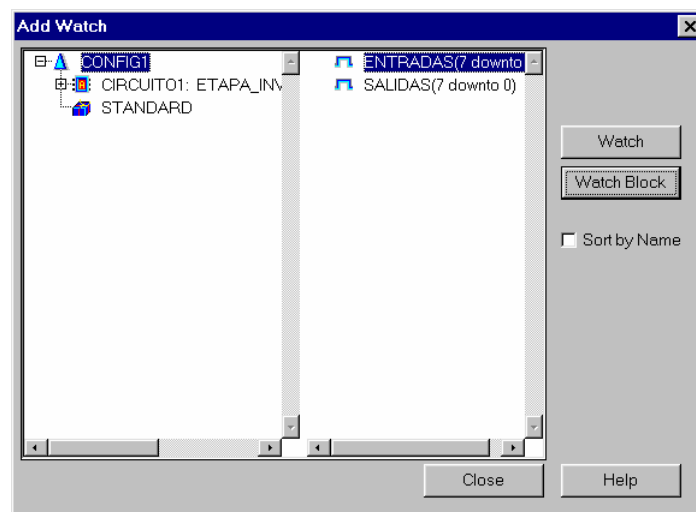 Add Watch
CONFIG1
CIRCUITO1: ETAPA_INV
STANDARD
ENTRADAS(7 downto
SALIDAS(7 downto 0)
Watch
Watch Block
Sort by Name
Close
Help